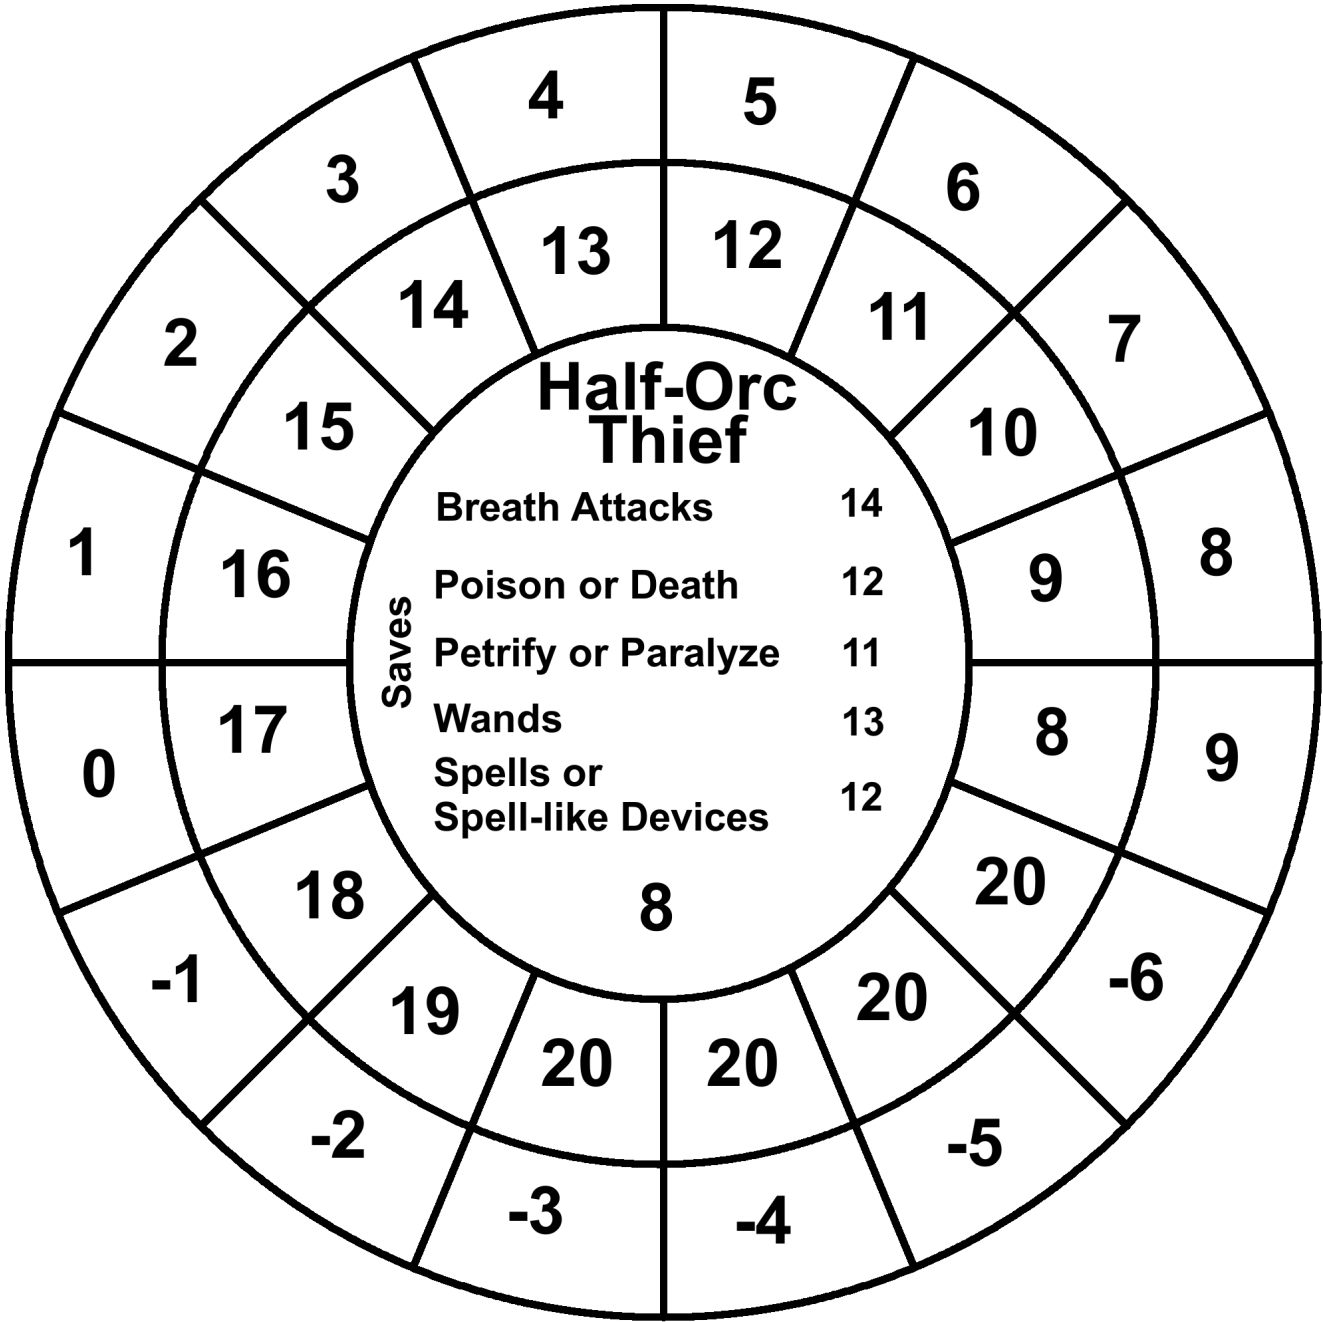 4 5
3 6
13 12
14 11
2 7
Half-Orc
Thief
15 10
Breath Attacks 14
1 8
16 9
Poison or Death 12
Saves
Petrify or Paralyze 11
17 8
Wands 13
0 9
Spells or
Spell-like Devices 12
18 20
8
-1 -6
19 20
20 20
-2 -5
-3 -4